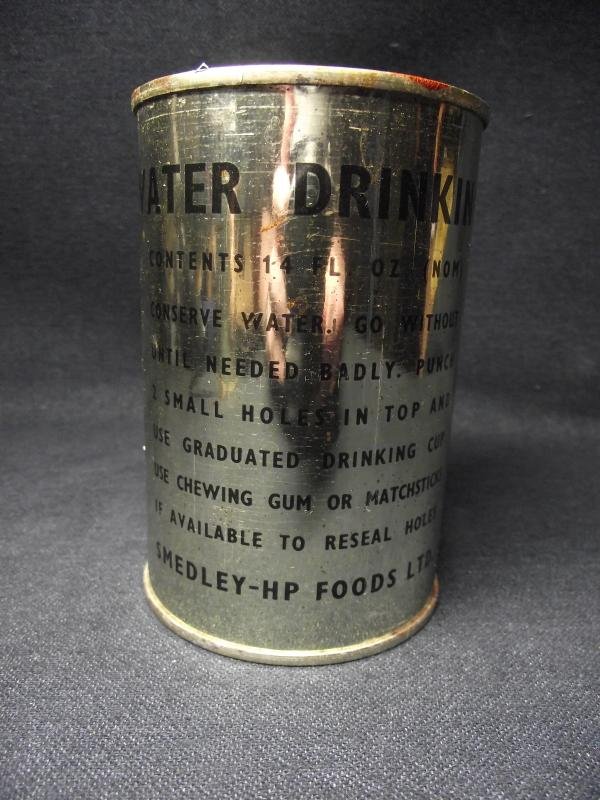 WATER DRINKIN
CONTENTS 14 FL. OZ. (NOM)
CONSERVE WATER! GO WITHOUT
UNTIL NEEDED BADLY. PUNCH
2 SMALL HOLES IN TOP AND
USE GRADUATED DRINKING CUP
USE CHEWING GUM OR MATCHSTICKS
IF AVAILABLE TO RESEAL HOLES
SMEDLEY-HP FOODS LTD.